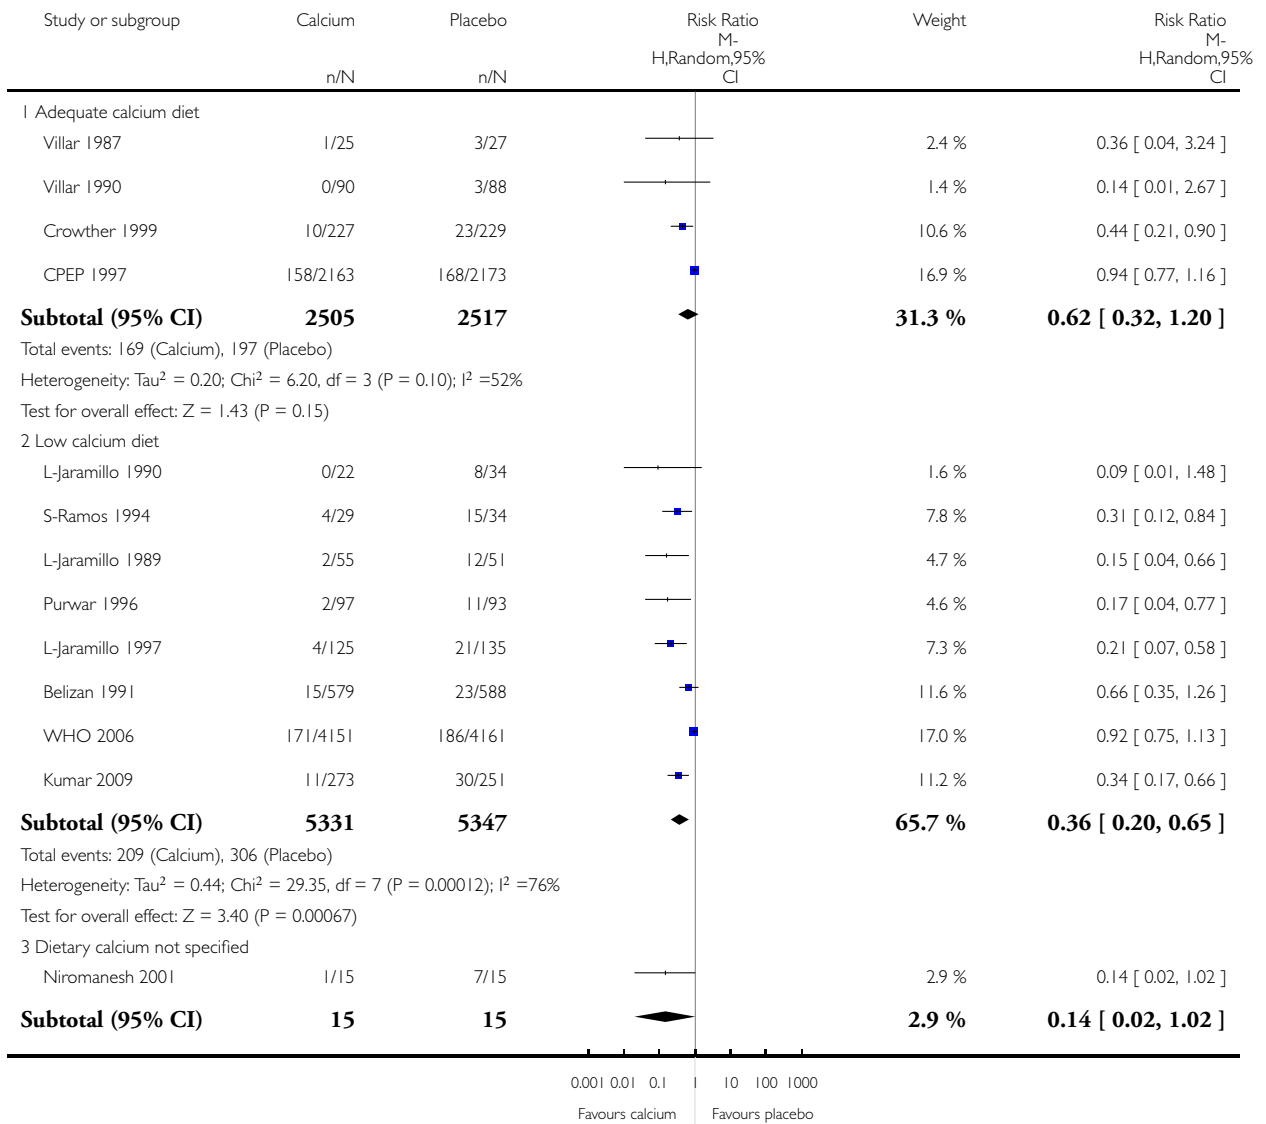 Study or subgroup Calcium Placebo Risk Ratio Weight Risk Ratio
M- M-
H,Random,95% H,Random,95%
n/N n/N CI CI
1 Adequate calcium diet
Villar 1987 1/25 3/27 2.4 % 0.36 [ 0.04, 3.24 ]
Villar 1990 0/90 3/88 1.4 % 0.14 [ 0.01, 2.67 ]
Crowther 1999 10/227 23/229 10.6 % 0.44 [ 0.21, 0.90 ]
CPEP 1997 158/2163 168/2173 16.9 % 0.94 [ 0.77, 1.16 ]
Subtotal (95% CI) 2505 2517 31.3 % 0.62 [ 0.32, 1.20 ]
Total events: 169 (Calcium), 197 (Placebo)
Heterogeneity: Tau² = 0.20; Chi² = 6.20, df = 3 (P = 0.10); I² =52%
Test for overall effect: Z = 1.43 (P = 0.15)
2 Low calcium diet
L-Jaramillo 1990 0/22 8/34 1.6 % 0.09 [ 0.01, 1.48 ]
S-Ramos 1994 4/29 15/34 7.8 % 0.31 [ 0.12, 0.84 ]
L-Jaramillo 1989 2/55 12/51 4.7 % 0.15 [ 0.04, 0.66 ]
Purwar 1996 2/97 11/93 4.6 % 0.17 [ 0.04, 0.77 ]
L-Jaramillo 1997 4/125 21/135 7.3 % 0.21 [ 0.07, 0.58 ]
Belizan 1991 15/579 23/588 11.6 % 0.66 [ 0.35, 1.26 ]
WHO 2006 171/4151 186/4161 17.0 % 0.92 [ 0.75, 1.13 ]
Kumar 2009 11/273 30/251 11.2 % 0.34 [ 0.17, 0.66 ]
Subtotal (95% CI) 5331 5347 65.7 % 0.36 [ 0.20, 0.65 ]
Total events: 209 (Calcium), 306 (Placebo)
Heterogeneity: Tau² = 0.44; Chi² = 29.35, df = 7 (P = 0.00012); I² =76%
Test for overall effect: Z = 3.40 (P = 0.00067)
3 Dietary calcium not specified
Niromanesh 2001 1/15 7/15 2.9 % 0.14 [ 0.02, 1.02 ]
Subtotal (95% CI) 15 15 2.9 % 0.14 [ 0.02, 1.02 ]
0.001 0.01 0.1 1 10 100 1000
Favours calcium Favours placebo